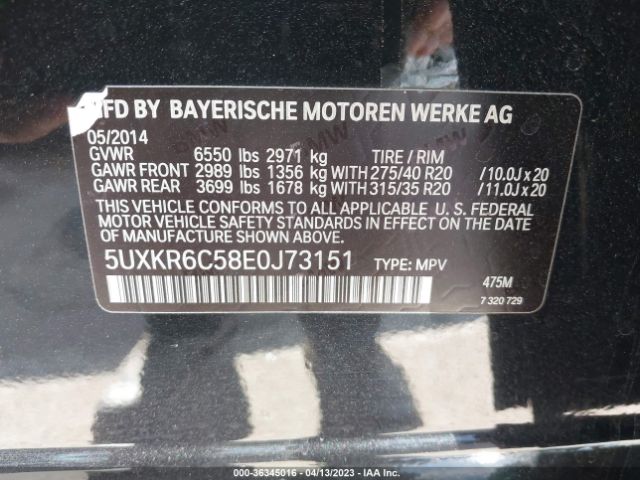 MFD BY BAYERISCHE MOTOREN WERKE AG
05/2014
GVWR 6550 lbs 2971 kg TIRE / RIM
GAWR FRONT 2989 lbs 1356 kg WITH 275/40 R20 / 10.0J x 20
GAWR REAR 3699 lbs 1678 kg WITH 315/35 R20 / 11.0J x 20
THIS VEHICLE CONFORMS TO ALL APPLICABLE U. S. FEDERAL
MOTOR VEHICLE SAFETY STANDARDS IN EFFECT ON THE
DATE OF MANUFACTURE SHOWN ABOVE.
5UXKR6C58E0J73151 TYPE: MPV
475M
7 320 729
000-36345016 - 04/13/2023 - IAA Inc.